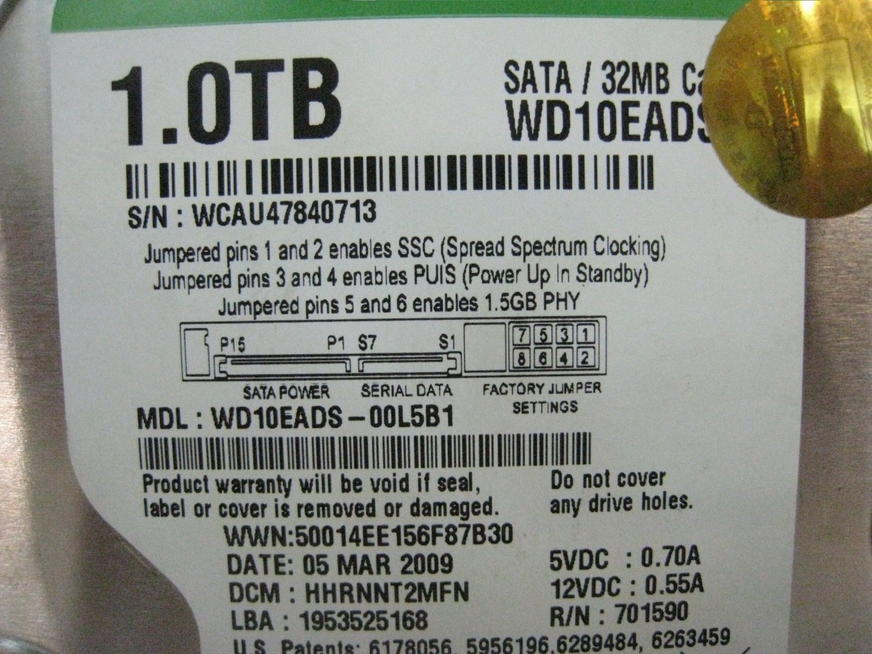 1.0TB
SATA / 32MB
WD10EADS
S/N : WCAU47840713
Jumpered pins 1 and 2 enables SSC (Spread Spectrum Clocking)
Jumpered pins 3 and 4 enables PUIS (Power Up In Standby)
Jumpered pins 5 and 6 enables 1.5GB PHY
P15 P1 S7 S1 7 5 3 1
8 6 4 2
SATA POWER SERIAL DATA FACTORY JUMPER
SETTINGS
MDL : WD10EADS - 00L5B1
Product warranty will be void if seal,
label or cover is removed or damaged.
Do not cover
any drive holes.
WWN:50014EE156F87B30
DATE: 05 MAR 2009
DCM : HHRNNT2MFN
LBA : 1953525168
5VDC : 0.70A
12VDC : 0.55A
R/N : 701590
U.S. Patents: 6178056, 5956196,6289484, 6263459